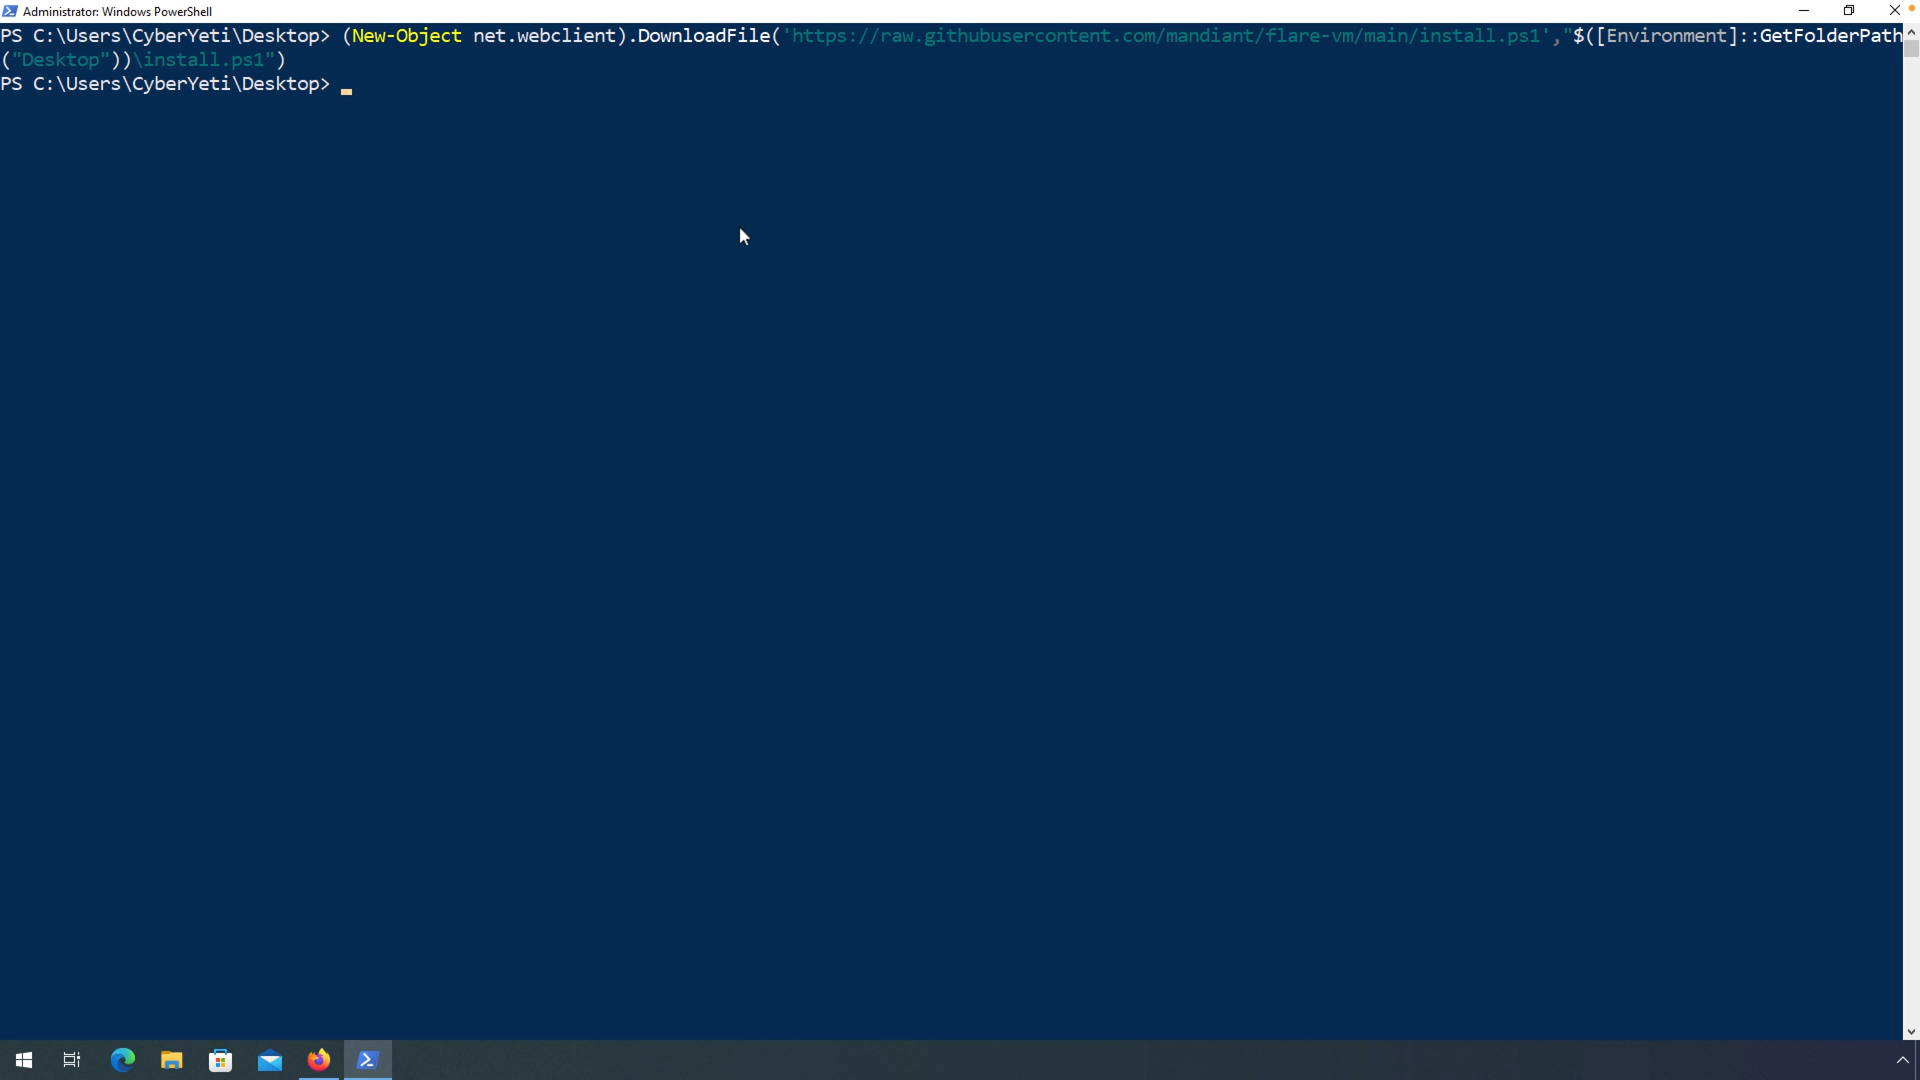 Administrator: Windows PowerShell
PS C:\Users\CyberYeti\Desktop> (New-Object net.webclient).DownloadFile('https://raw.githubusercontent.com/mandiant/flare-vm/main/install.ps1',"$([Environment]::GetFolderPath
("Desktop"))\install.ps1")
PS C:\Users\CyberYeti\Desktop>